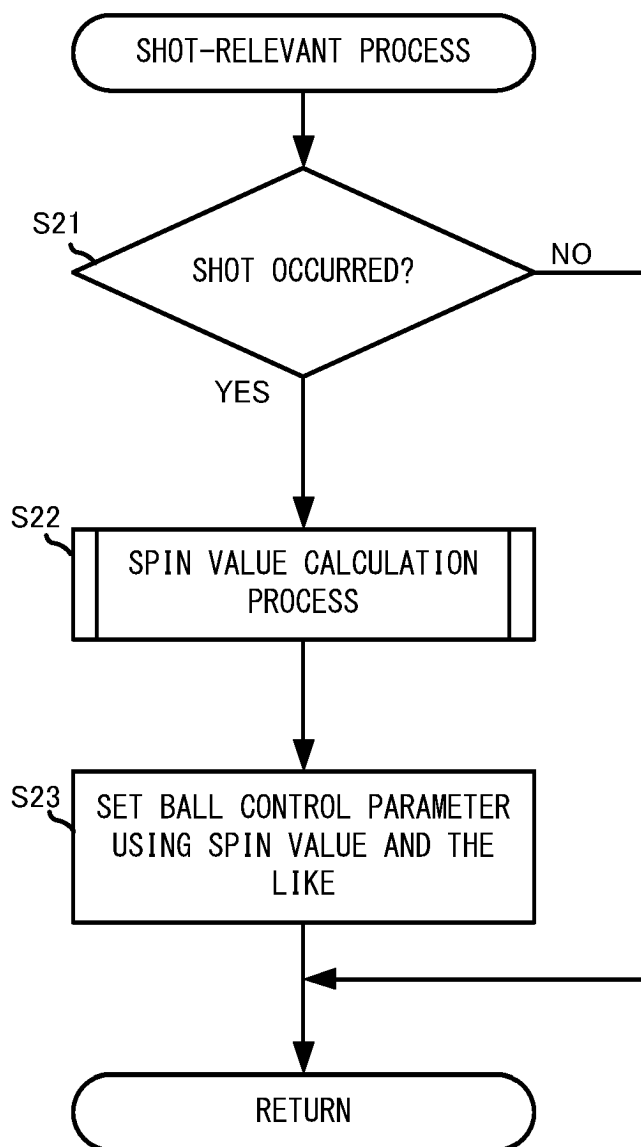 SHOT-RELEVANT PROCESS
S21
SHOT OCCURRED?
NO
YES
S22
SPIN VALUE CALCULATION
PROCESS
S23
SET BALL CONTROL PARAMETER
USING SPIN VALUE AND THE
LIKE
RETURN